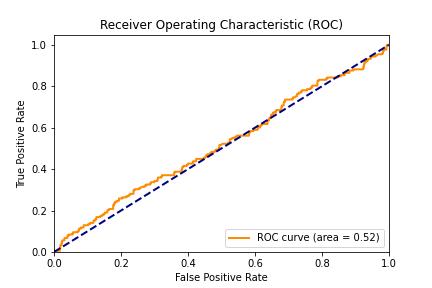 Receiver Operating Characteristic (ROC)
True Positive Rate
1.0
0.8
0.6
0.4
0.2
0.0
ROC curve (area = 0.52)
0.0 0.2 0.4 0.6 0.8 1.0
False Positive Rate